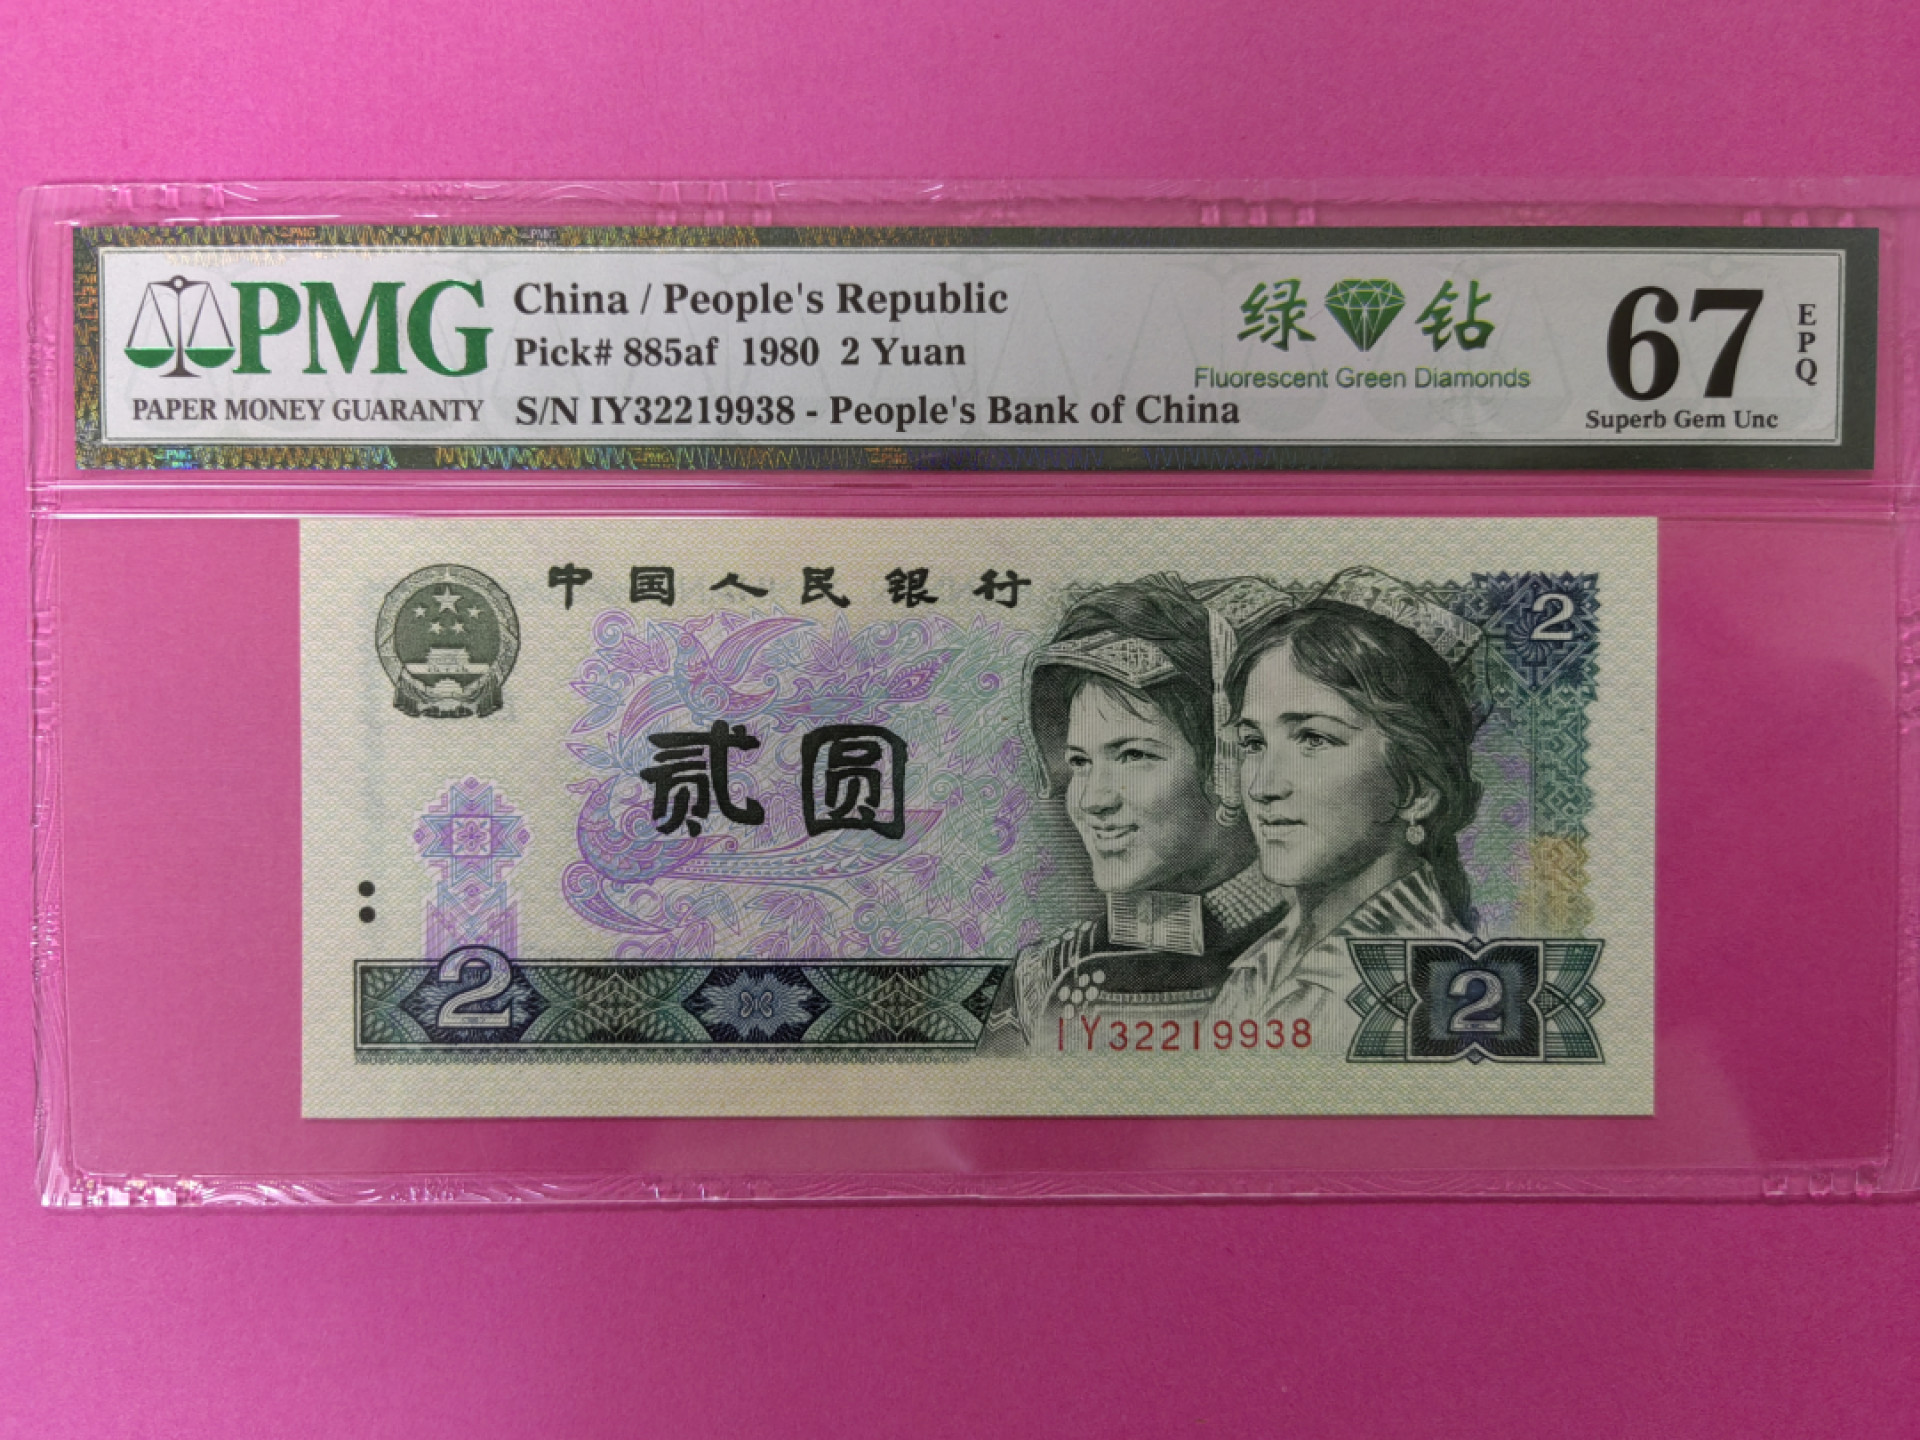 PMG
PAPER MONEY GUARANTY
China / People's Republic
Pick# 885af 1980 2 Yuan
S/N IY32219938 - People's Bank of China
绿钻
Fluorescent Green Diamonds
67
EPQ
Superb Gem Unc
中国人民银行
2
贰圆
2
IY32219938
2